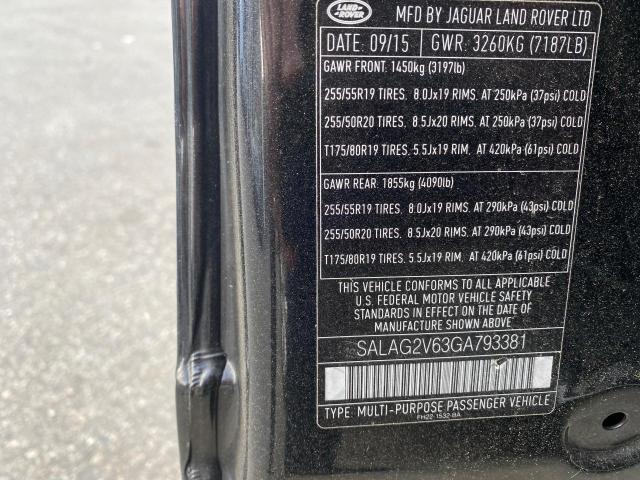 LAND
ROVER
MFD BY JAGUAR LAND ROVER LTD
DATE: 09/15 GWR: 3260KG (7187LB)
GAWR FRONT: 1450kg (3197lb)
255/55R19 TIRES. 8.0Jx19 RIMS. AT 250kPa (37psi) COLD
255/50R20 TIRES. 8.5Jx20 RIMS. AT 250kPa (37psi) COLD
T175/80R19 TIRES. 5.5Jx19 RIM. AT 420kPa (61psi) COLD
GAWR REAR: 1855kg (4090lb)
255/55R19 TIRES. 8.0Jx19 RIMS. AT 290kPa (43psi) COLD
255/50R20 TIRES. 8.5Jx20 RIMS. AT 290kPa (43psi) COLD
T175/80R19 TIRES. 5.5Jx19 RIM. AT 420kPa (61psi) COLD
THIS VEHICLE CONFORMS TO ALL APPLICABLE
U.S. FEDERAL MOTOR VEHICLE SAFETY
STANDARDS IN EFFECT ON THE DATE OF
MANUFACTURE SHOWN ABOVE.
SALAG2V63GA793381
TYPE: MULTI-PURPOSE PASSENGER VEHICLE
FH22-1532-BA